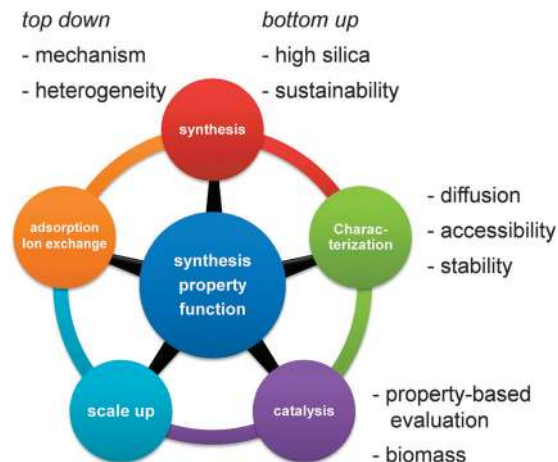 top down
- mechanism
- heterogeneity
bottom up
- high silica
- sustainability
synthesis
adsorption
Ion exchange
Charac-
terization
- diffusion
- accessibility
- stability
synthesis
property
function
scale up
catalysis
- property-based
evaluation
- biomass